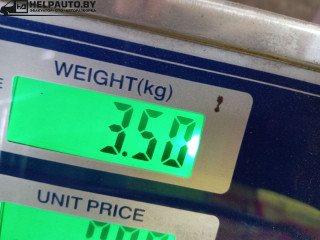 HELPAUTO.BY
WEIGHT(kg)
3.50
UNIT PRICE